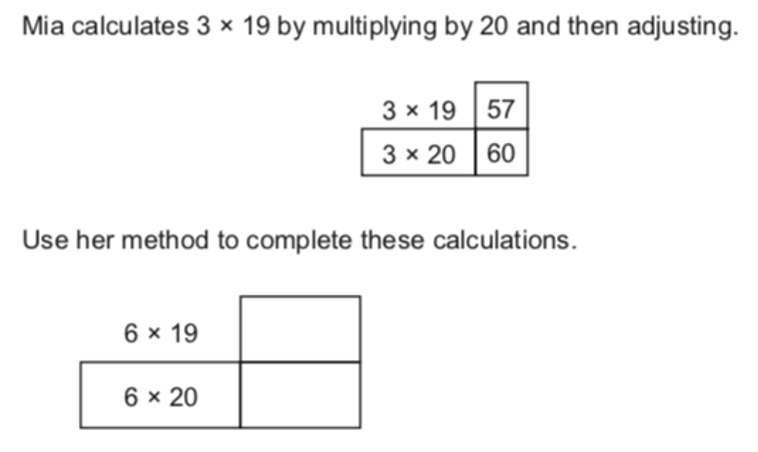 Mia calculates 3 × 19 by multiplying by 20 and then adjusting.
3 × 19 57
3 × 20 60
Use her method to complete these calculations.
6 × 19
6 × 20